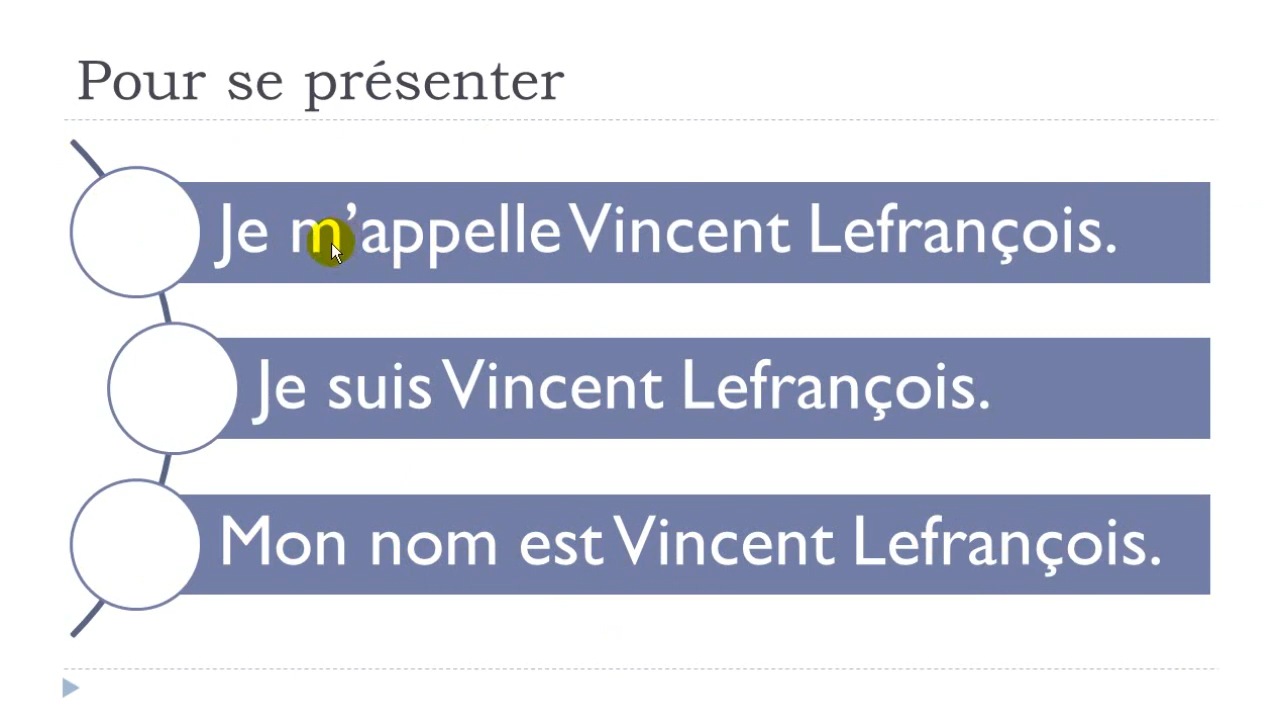 Pour se présenter
Je m’appelle Vincent Lefrançois.
Je suis Vincent Lefrançois.
Mon nom est Vincent Lefrançois.